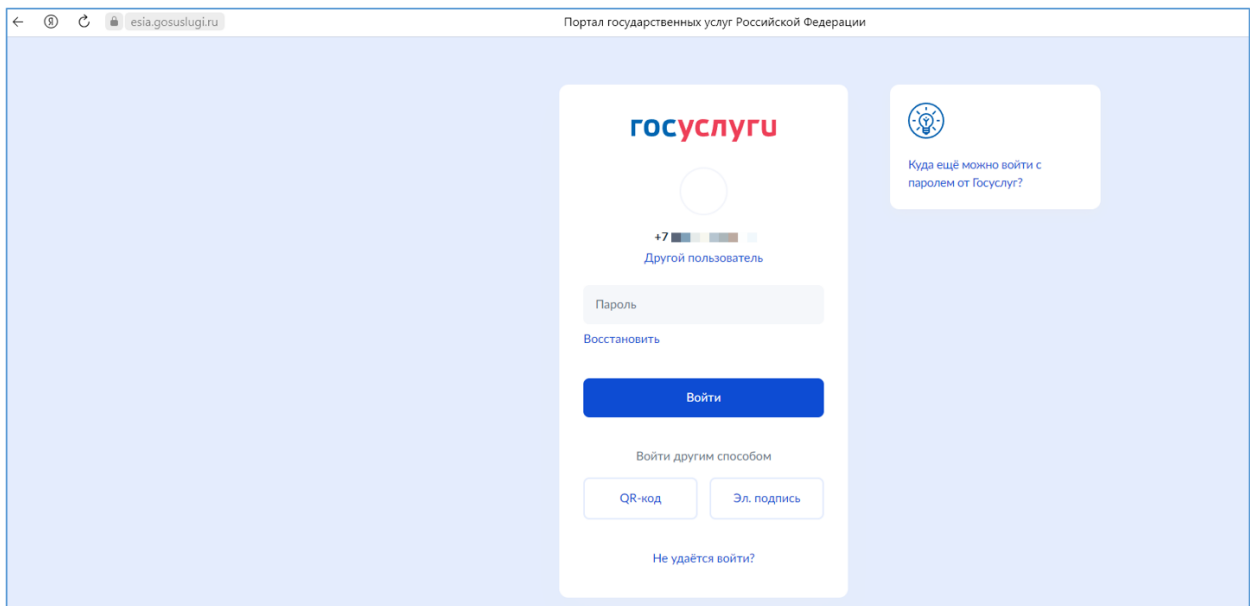 esia.gosuslugi.ru
Портал государственных услуг Российской Федерации
госуслуги
+7
Другой пользователь
Пароль
Восстановить
Войти
Войти другим способом
QR-код
Эл. подпись
Не удаётся войти?
Куда ещё можно войти с
паролем от Госуслуг?